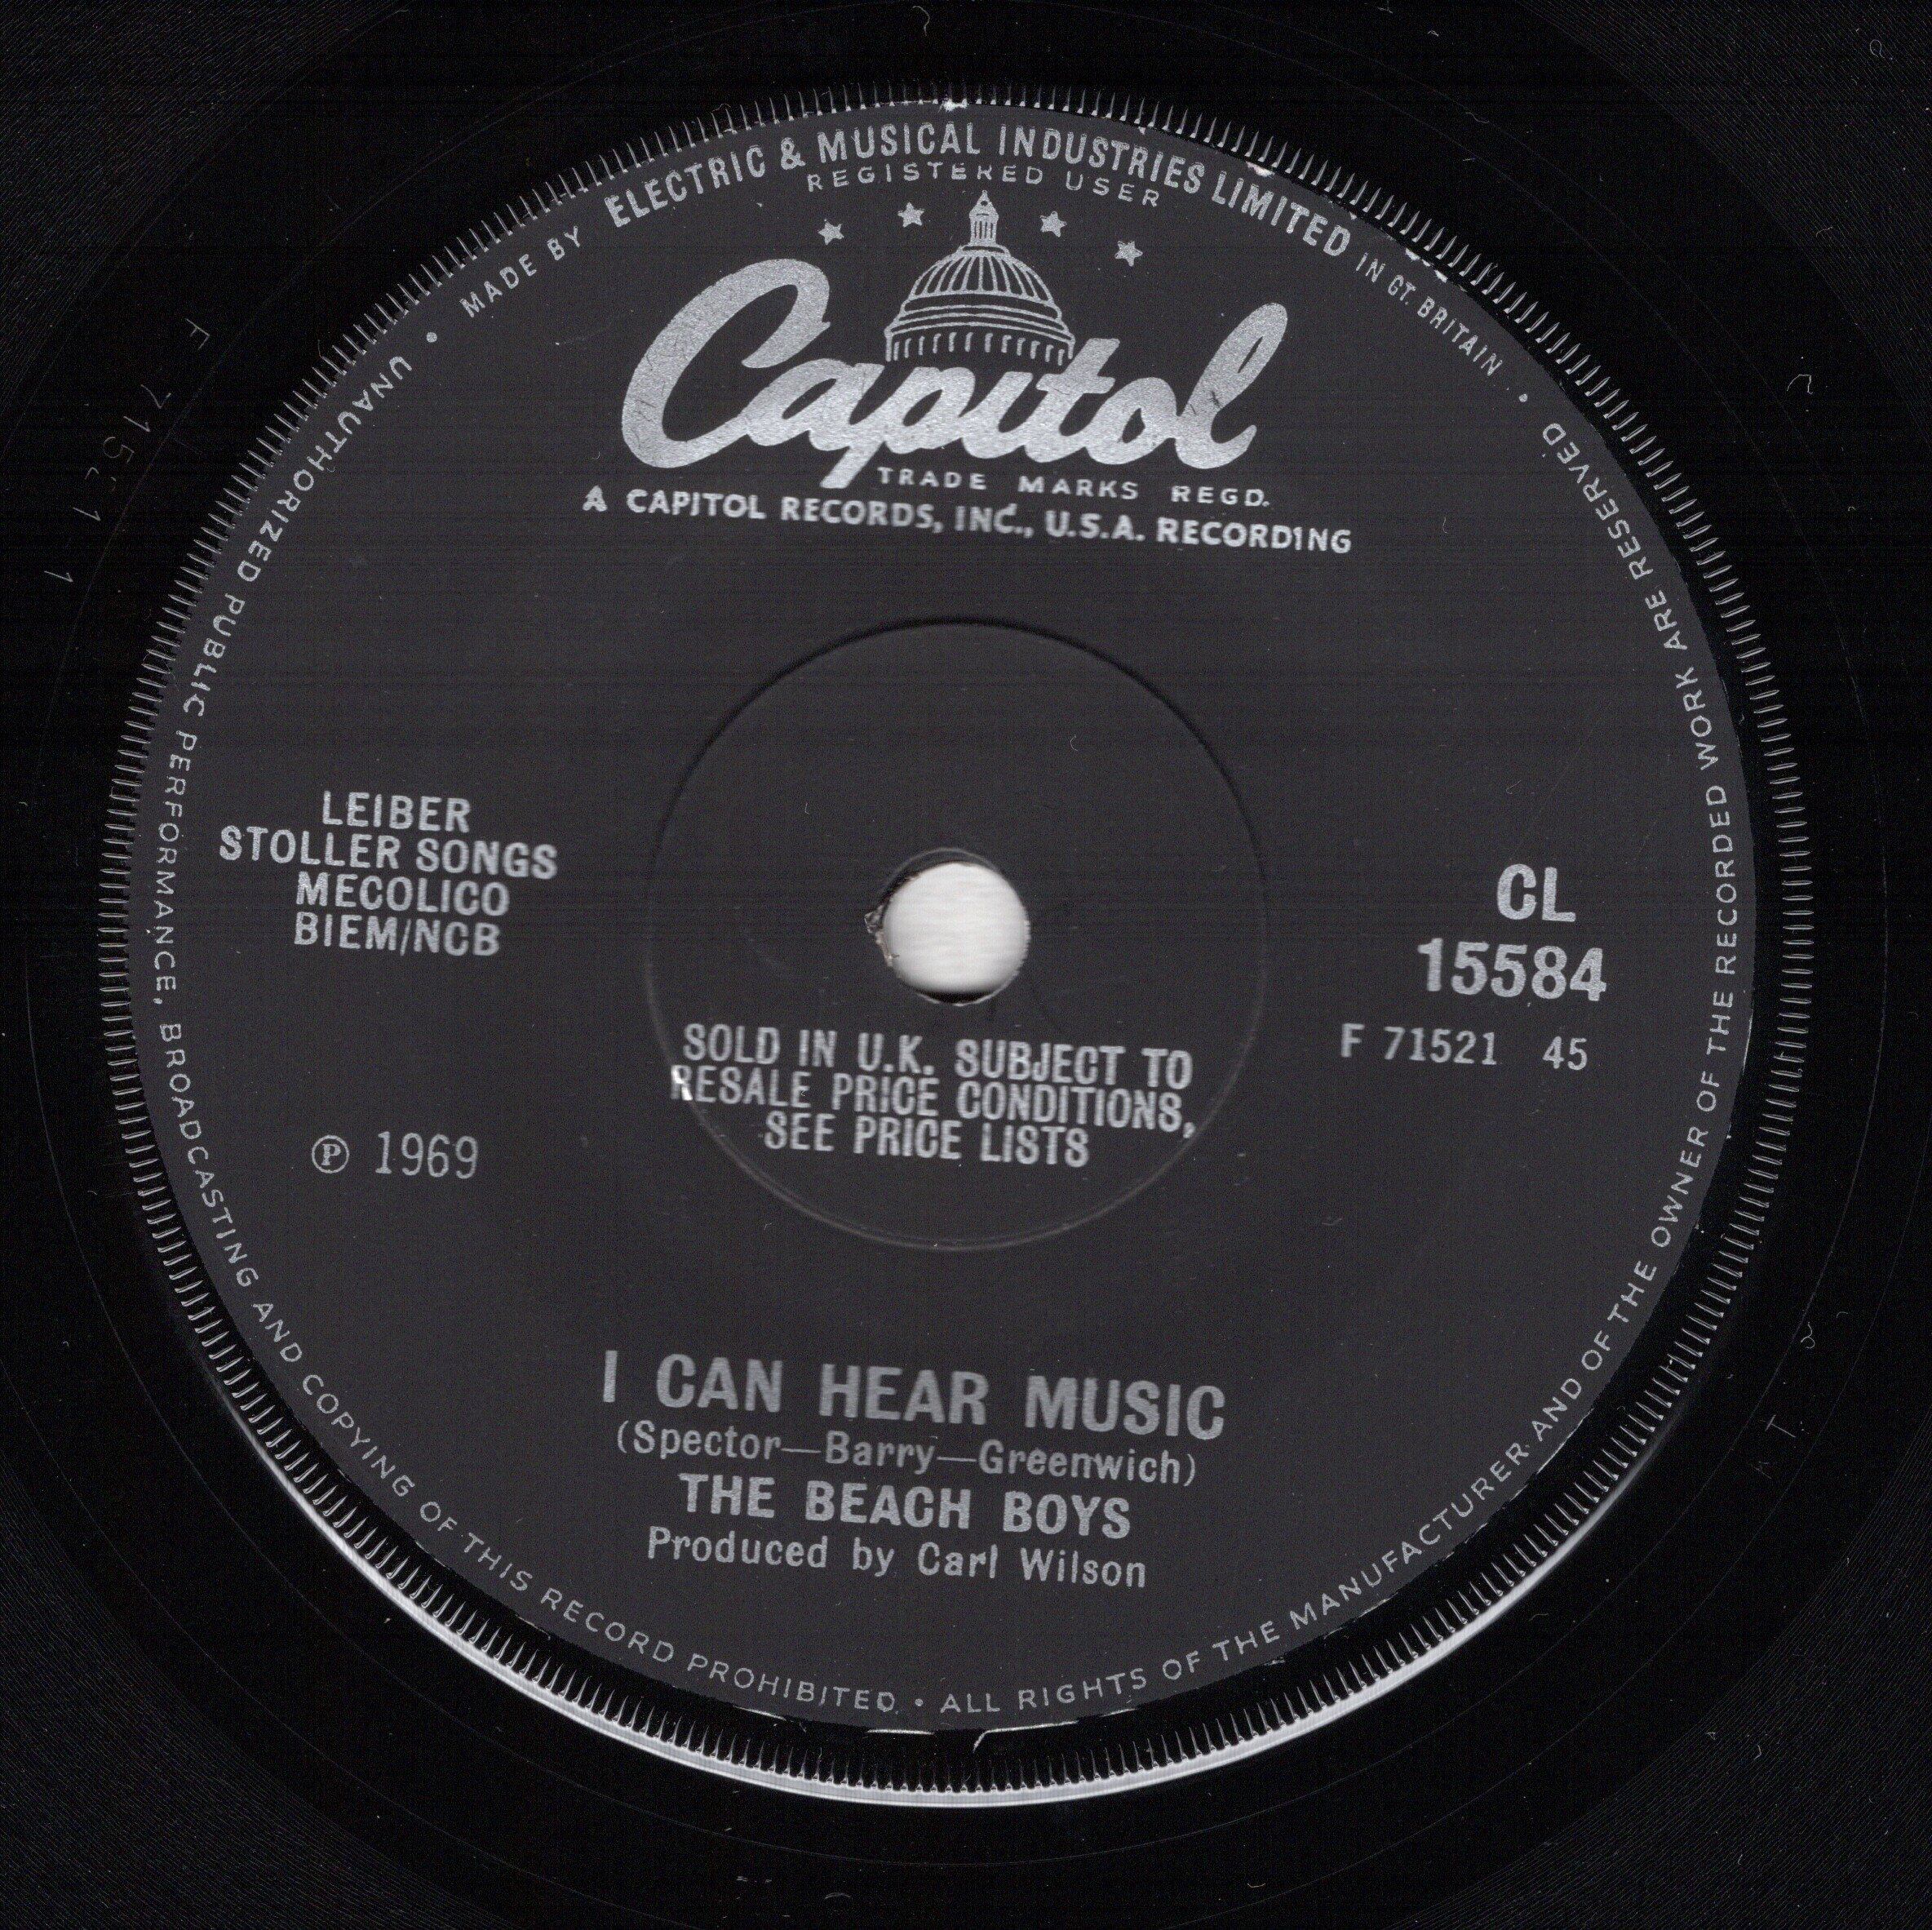 MADE BY ELECTRIC & MUSICAL INDUSTRIES LIMITED IN GT. BRITAIN •
REGISTERED USER
Capitol
TRADE MARKS REGD.
A CAPITOL RECORDS, INC., U.S.A. RECORDING
LEIBER
STOLLER SONGS
MECOLICO
BIEM/NCB
CL
15584
F 71521 45
SOLD IN U.K. SUBJECT TO
RESALE PRICE CONDITIONS,
SEE PRICE LISTS
℗ 1969
I CAN HEAR MUSIC
(Spector—Barry—Greenwich)
THE BEACH BOYS
Produced by Carl Wilson
ALL RIGHTS OF THE MANUFACTURER AND OF THE OWNER OF THE RECORDED WORK ARE RESERVED
• UNAUTHORIZED PUBLIC PERFORMANCE, BROADCASTING AND COPYING OF THIS RECORD PROHIBITED •